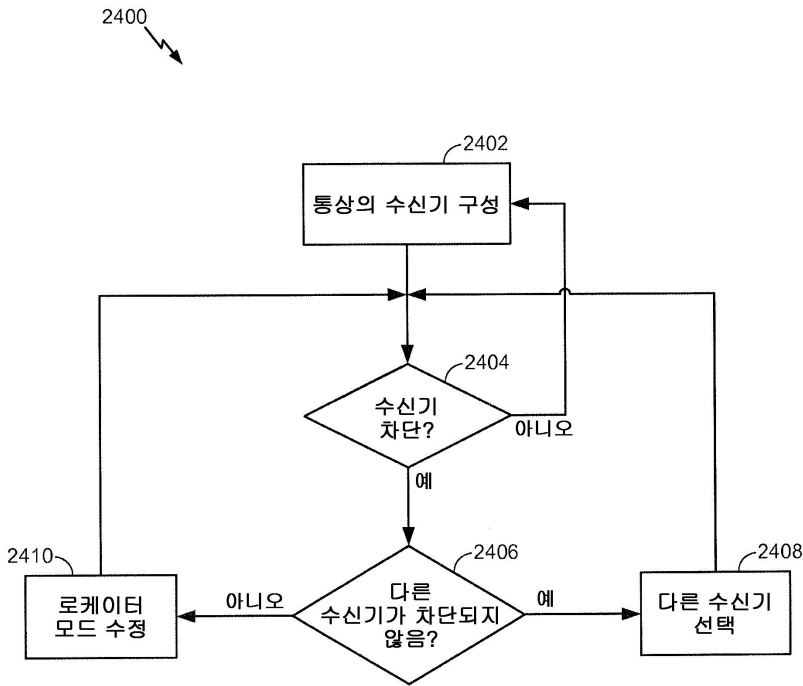 2400
2402
통상의 수신기 구성
2404
수신기
차단?
아니오
예
2410
로케이터
모드 수정
아니오
2406
다른
수신기가 차단되지
않음?
예
2408
다른 수신기
선택